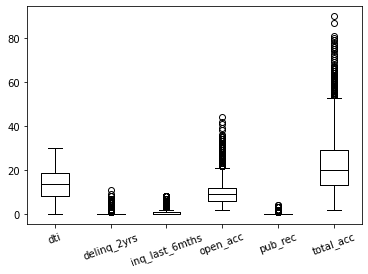 80
60
40
20
0
dti
delinq_2yrs
inq_last_6mths
open_acc
pub_rec
total_acc